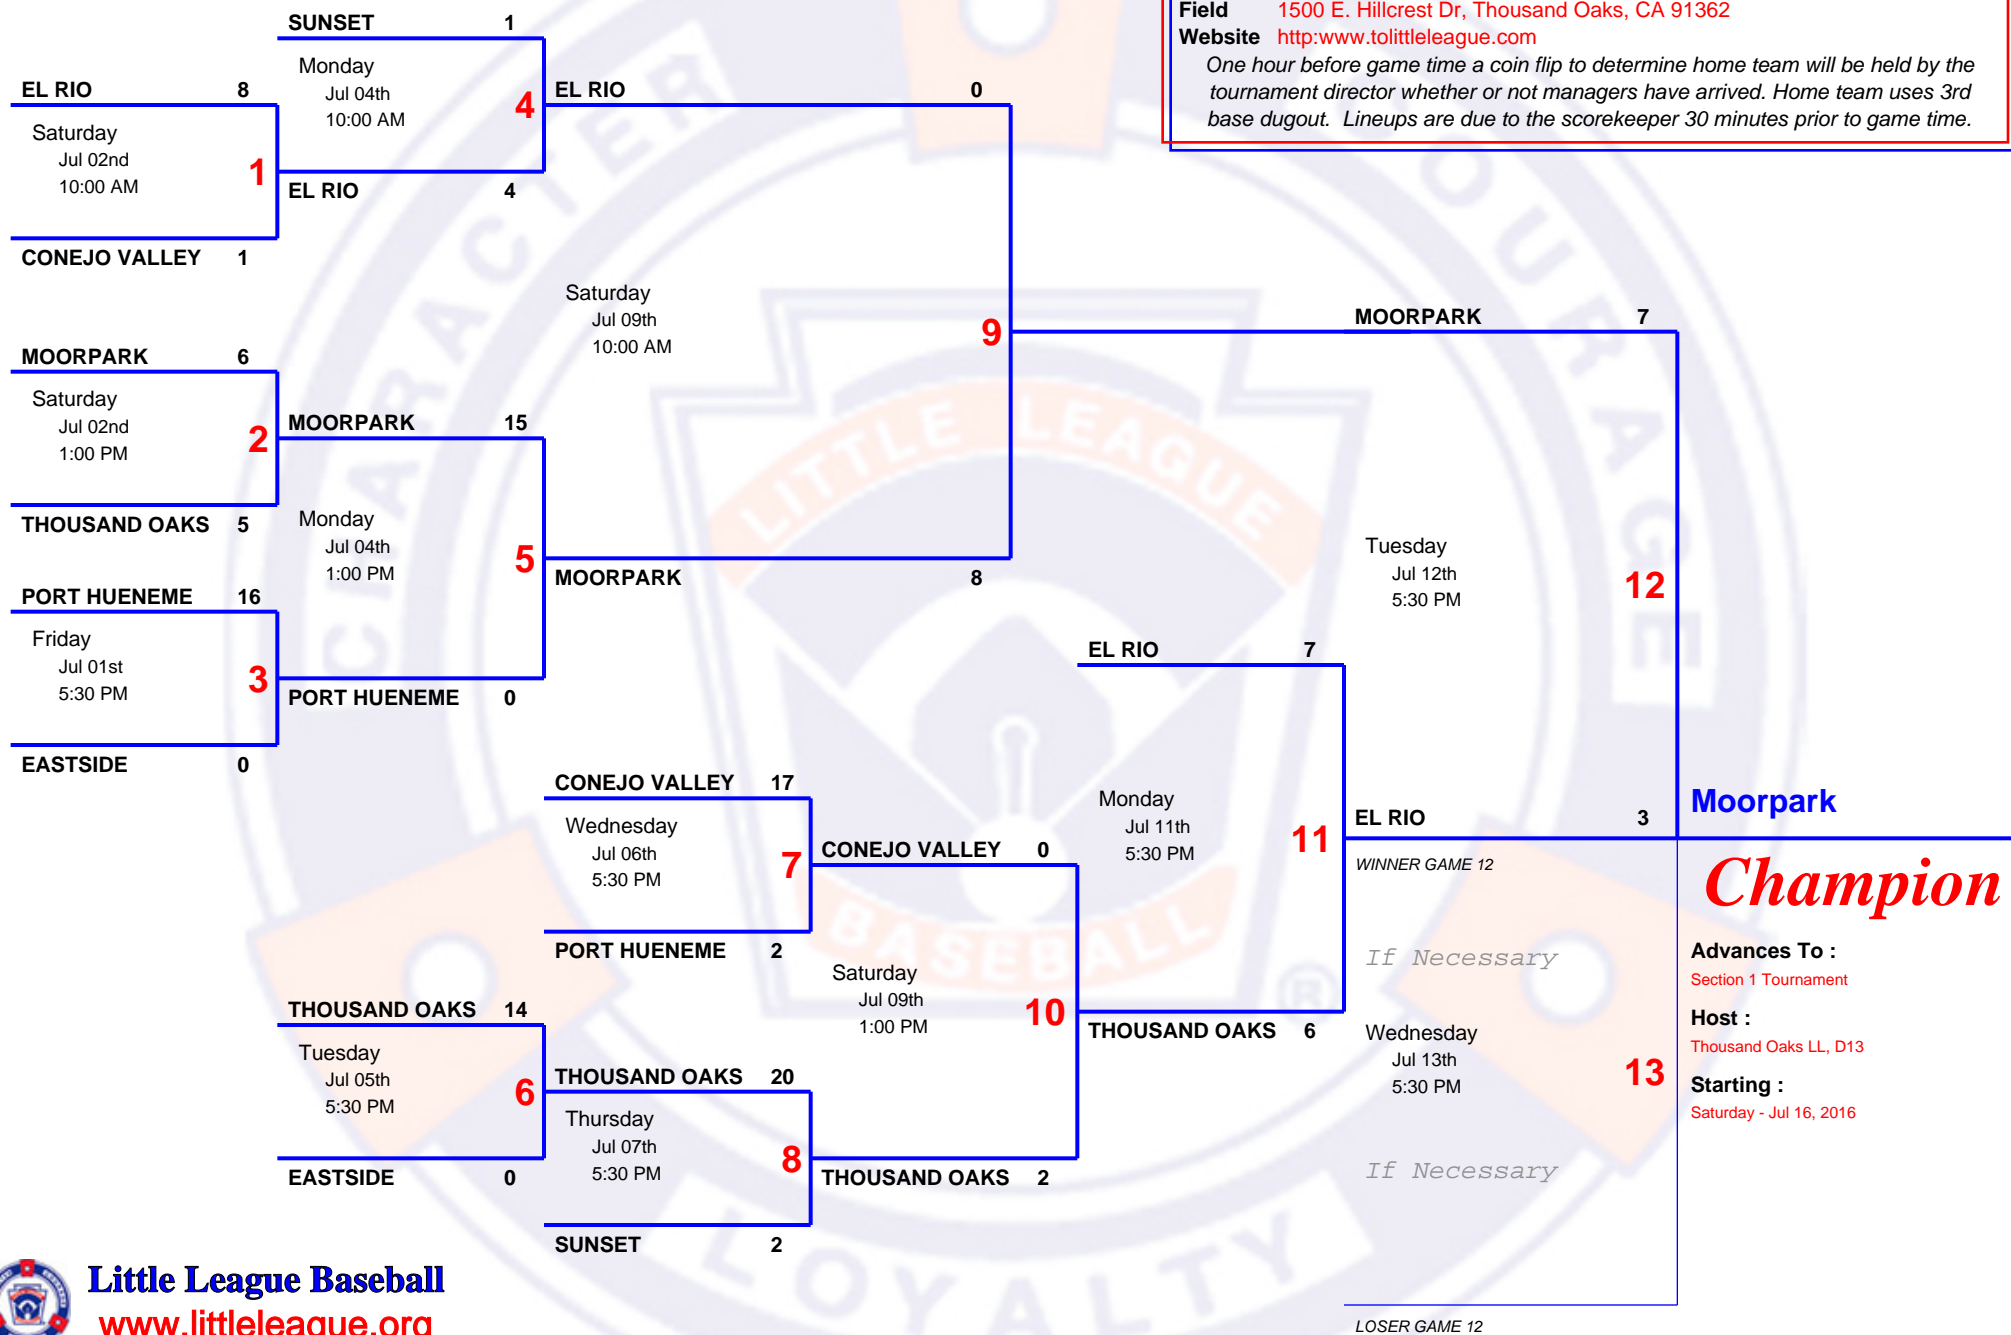 Field 1500 E. Hillcrest Dr, Thousand Oaks, CA 91362
Website http:www.tolittleleague.com
One hour before game time a coin flip to determine home team will be held by the
tournament director whether or not managers have arrived. Home team uses 3rd
base dugout. Lineups are due to the scorekeeper 30 minutes prior to game time.
SUNSET 1
Monday
Jul 04th
10:00 AM
4
EL RIO 4
EL RIO 8
Saturday
Jul 02nd
10:00 AM
1
CONEJO VALLEY 1
EL RIO 0
Saturday
Jul 09th
10:00 AM
9
MOORPARK 8
MOORPARK 6
Saturday
Jul 02nd
1:00 PM
2
THOUSAND OAKS 5
MOORPARK 15
Monday
Jul 04th
1:00 PM
5
PORT HUENEME 0
PORT HUENEME 16
Friday
Jul 01st
5:30 PM
3
EASTSIDE 0
MOORPARK 7
Tuesday
Jul 12th
5:30 PM
12
EL RIO 3
EL RIO 7
Monday
Jul 11th
5:30 PM
11
THOUSAND OAKS 6
CONEJO VALLEY 17
Wednesday
Jul 06th
5:30 PM
7
PORT HUENEME 2
CONEJO VALLEY 0
Saturday
Jul 09th
1:00 PM
10
THOUSAND OAKS 2
THOUSAND OAKS 14
Tuesday
Jul 05th
5:30 PM
6
EASTSIDE 0
THOUSAND OAKS 20
Thursday
Jul 07th
5:30 PM
8
SUNSET 2
WINNER GAME 12
If Necessary
Wednesday
Jul 13th
5:30 PM
13
If Necessary
LOSER GAME 12
Moorpark
Champion
Advances To :
Section 1 Tournament
Host :
Thousand Oaks LL, D13
Starting :
Saturday - Jul 16, 2016
Little League Baseball
www.littleleague.org
CHARACTER
COURAGE
LOYALTY
LITTLE LEAGUE
BASEBALL
®